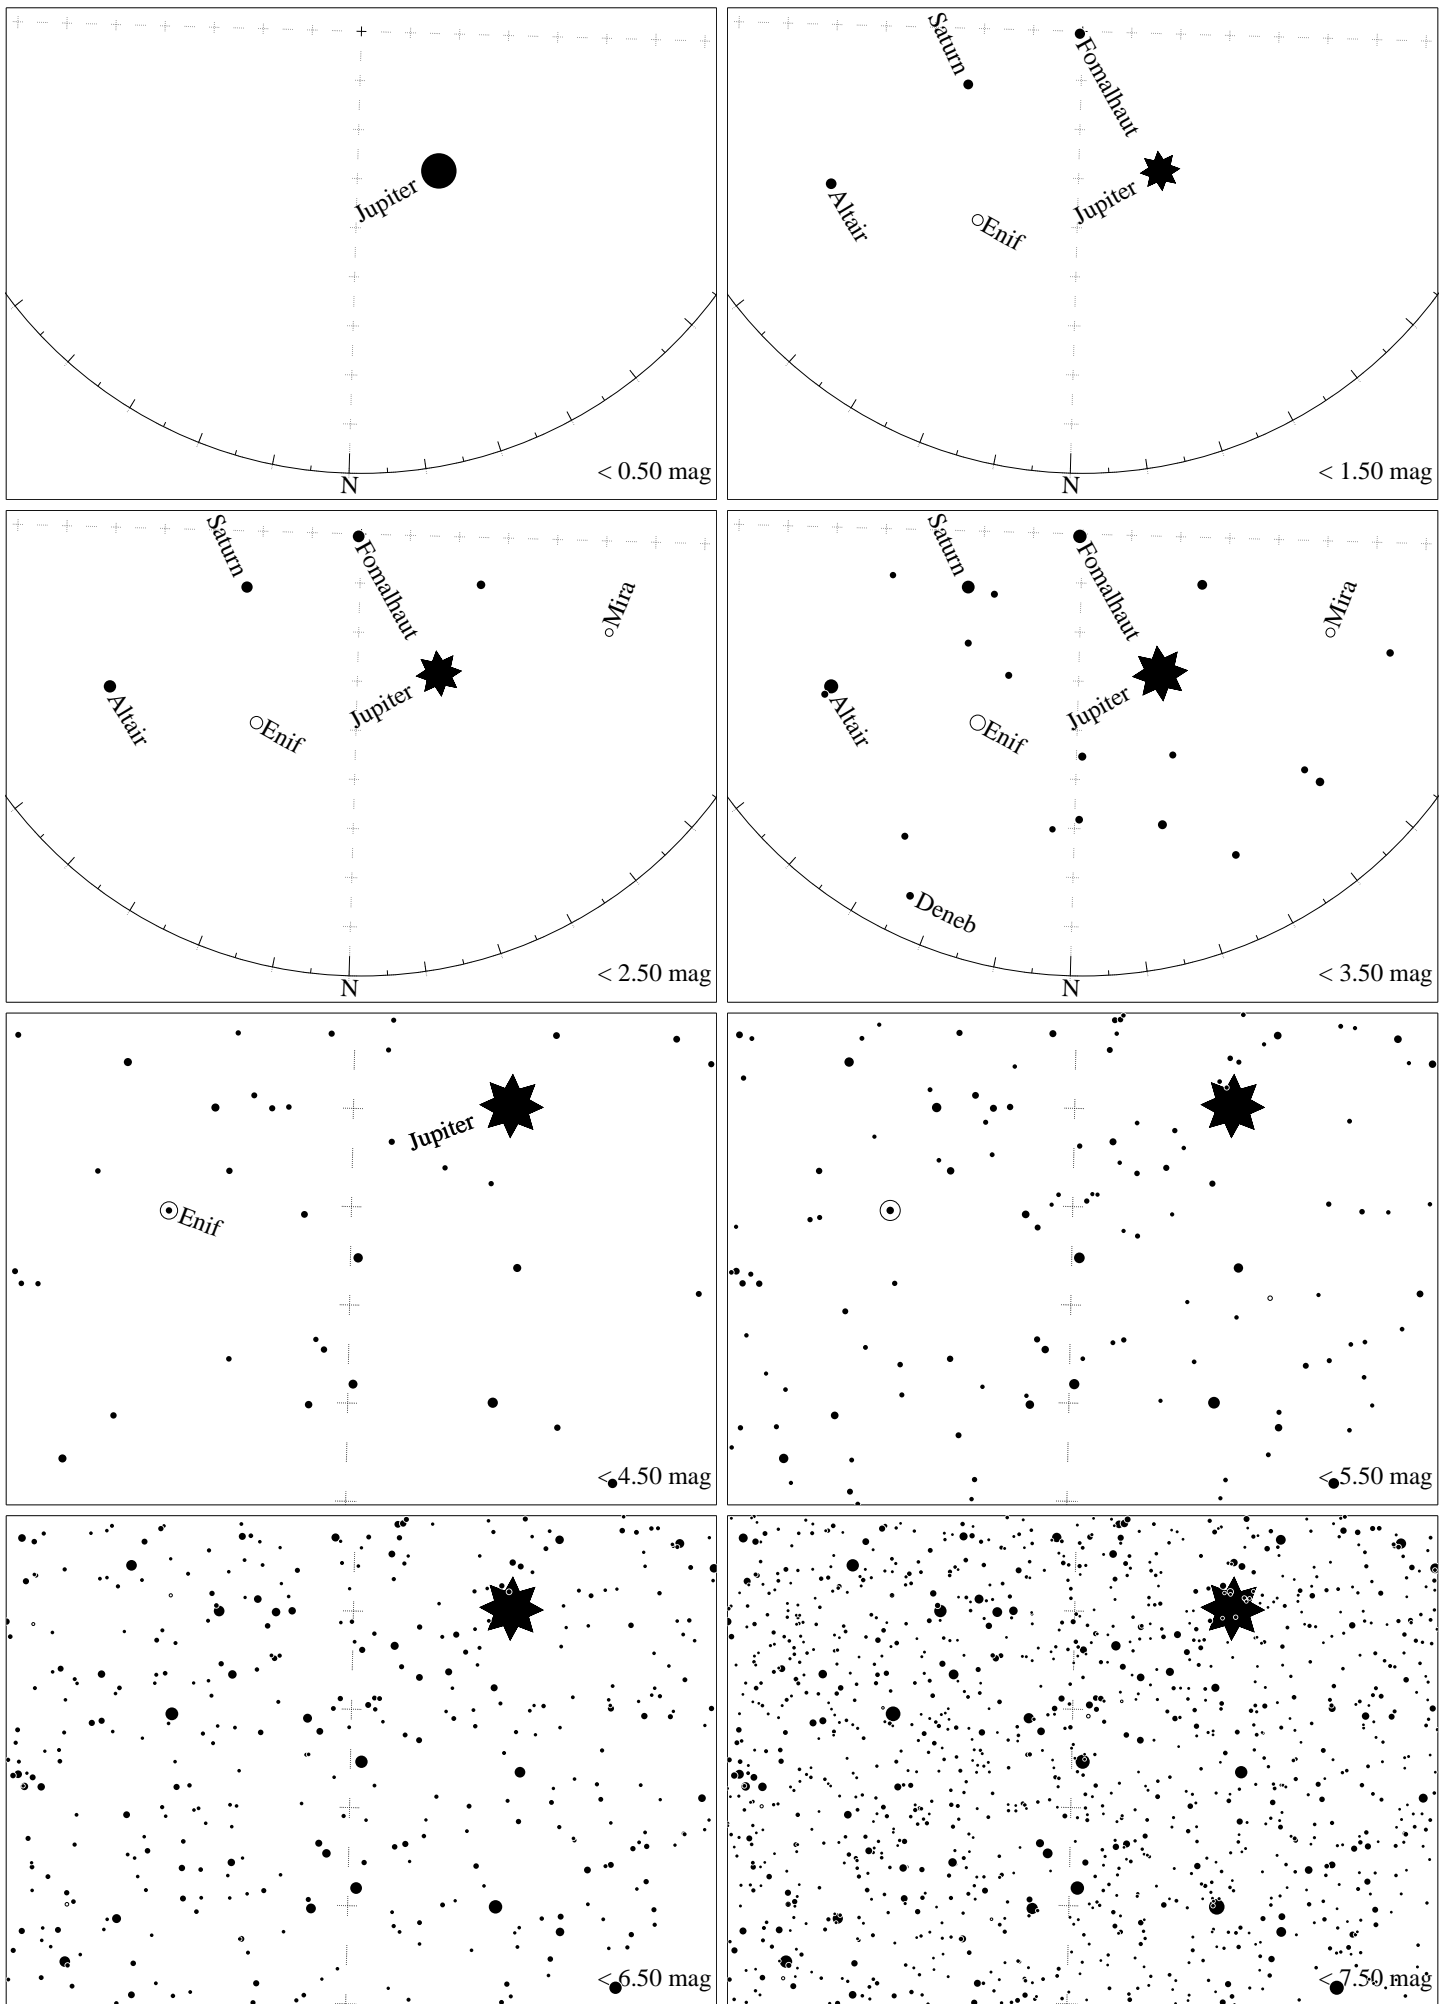 Jupiter
N
< 0.50 mag
Saturn
Fomalhaut
Jupiter
Altair
Enif
N
< 1.50 mag
Saturn
Fomalhaut
Mira
Jupiter
Altair
Enif
N
< 2.50 mag
Saturn
Fomalhaut
Mira
Jupiter
Altair
Enif
Deneb
N
< 3.50 mag
Jupiter
Enif
< 4.50 mag
< 5.50 mag
< 6.50 mag
< 7.50 mag